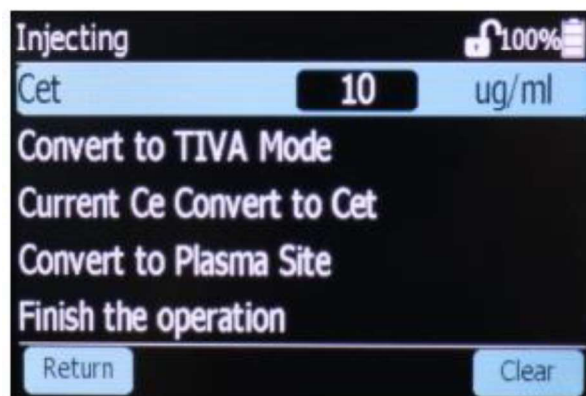 Injecting 100%
Cet 10 ug/ml
Convert to TIVA Mode
Current Ce Convert to Cet
Convert to Plasma Site
Finish the operation
Return Clear